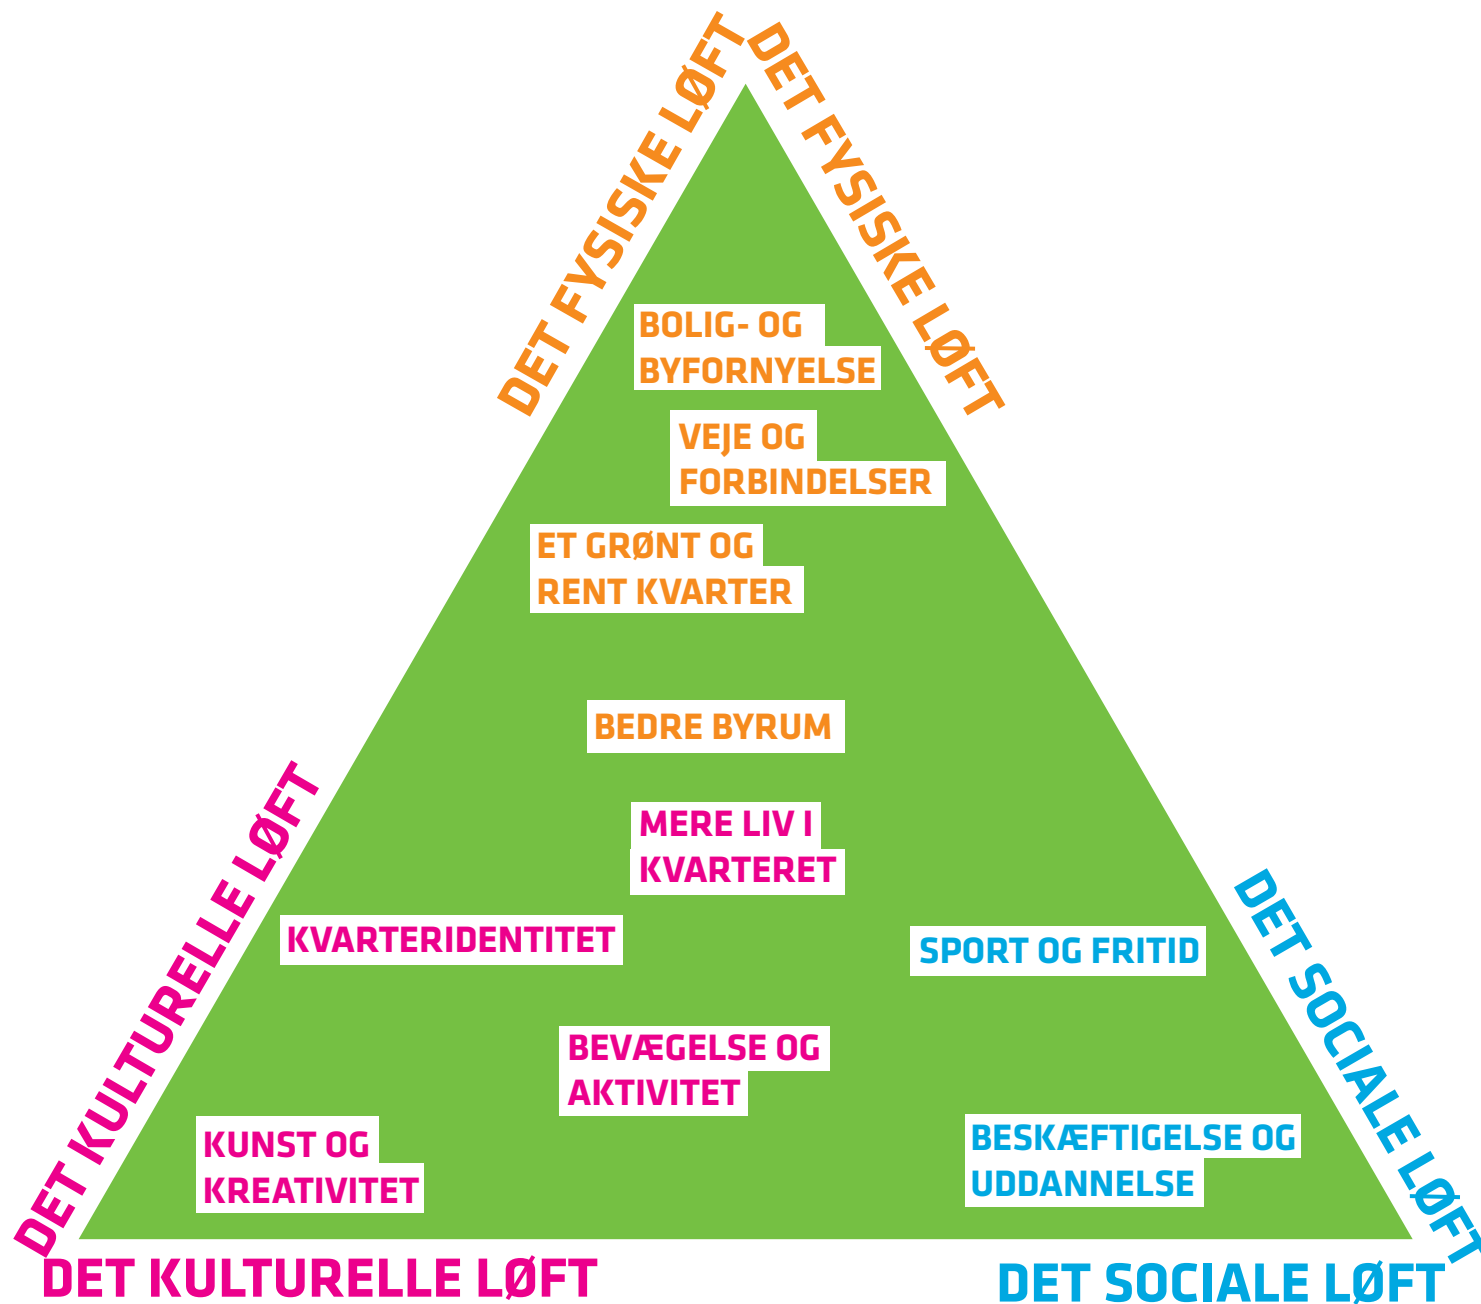 DET FYSISKE LØFT
DET FYSISKE LØFT
BOLIG- OG
BYFORNYELSE
VEJE OG
FORBINDELSER
ET GRØNT OG
RENT KVARTER
BEDRE BYRUM
MERE LIV I
KVARTERET
KVARTERIDENTITET
SPORT OG FRITID
BEVÆGELSE OG
AKTIVITET
KUNST OG
KREATIVITET
BESKÆFTIGELSE OG
UDDANNELSE
DET KULTURELLE LØFT
DET SOCIALE LØFT
DET KULTURELLE LØFT
DET SOCIALE LØFT